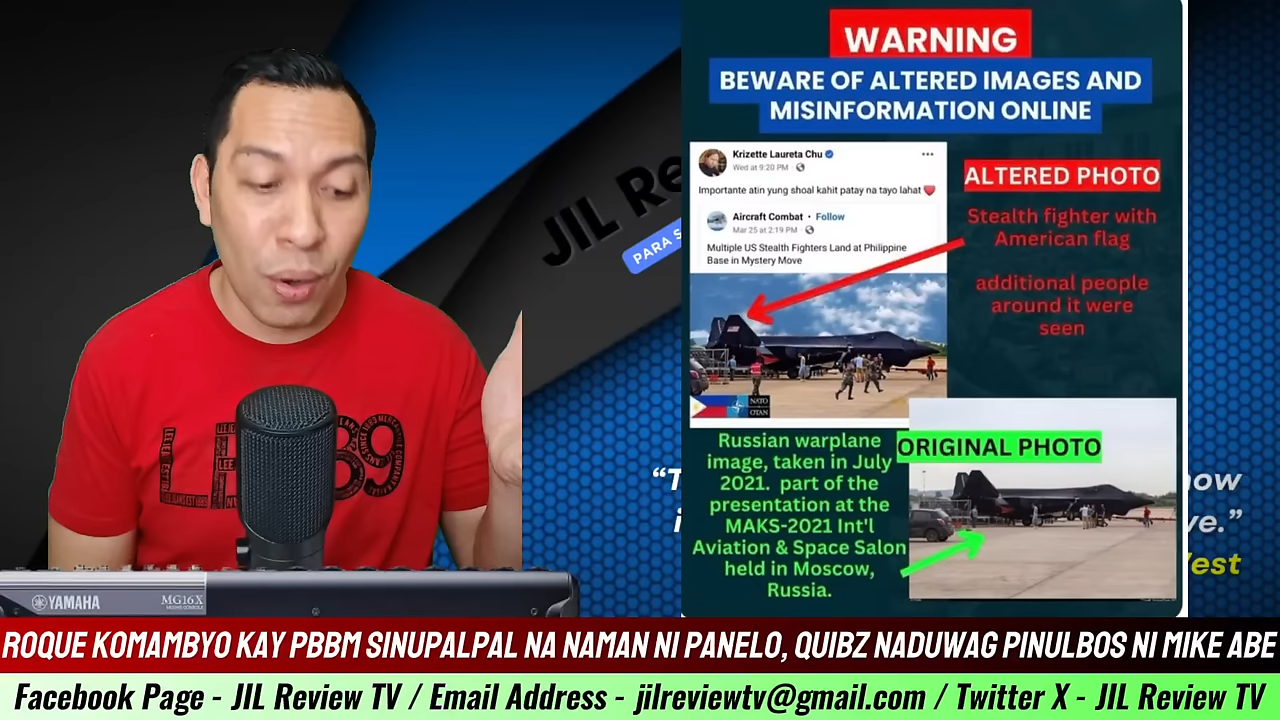 WARNING
BEWARE OF ALTERED IMAGES AND
MISINFORMATION ONLINE
Krizette Laureta Chu
Wed at 9:20 PM
Importante atin yung shoal kahit patay na tayo lahat
Aircraft Combat · Follow
Mar 25 at 2:19 PM
Multiple US Stealth Fighters Land at Philippine
Base in Mystery Move
NATO
OTAN
ALTERED PHOTO
Stealth fighter with
American flag
additional people
around it were
seen
ORIGINAL PHOTO
Russian warplane
image, taken in July
2021. part of the
presentation at the
MAKS-2021 Int'l
Aviation & Space Salon
held in Moscow,
Russia.
JIL Re
PARA S
YAMAHA
MG16X
ROQUE KOMAMBYO KAY PBBM SINUPALPAL NA NAMAN NI PANELO, QUIBZ NADUWAG PINULBOS NI MIKE ABE
Facebook Page - JIL Review TV / Email Address - jilreviewtv@gmail.com / Twitter X - JIL Review TV